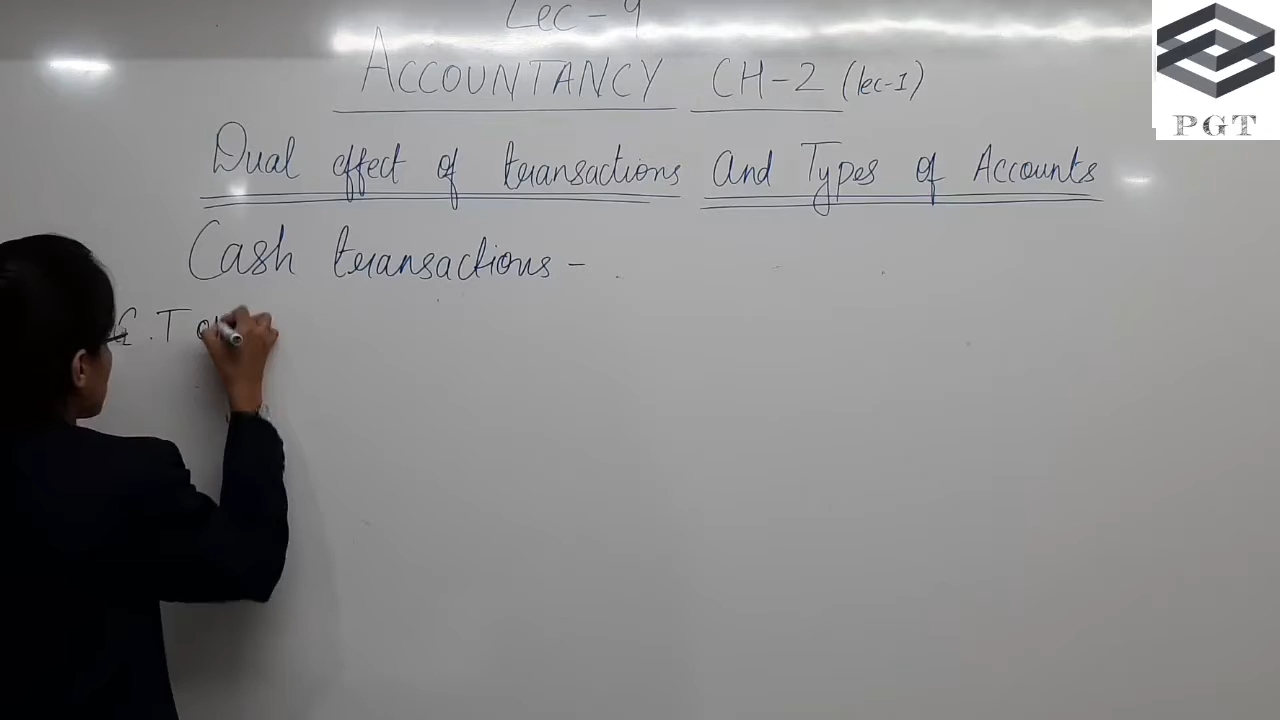 Lec-9
ACCOUNTANCY CH-2 (lec-1)
Dual effect of transactions and Types of Accounts
Cash transactions -
PGT